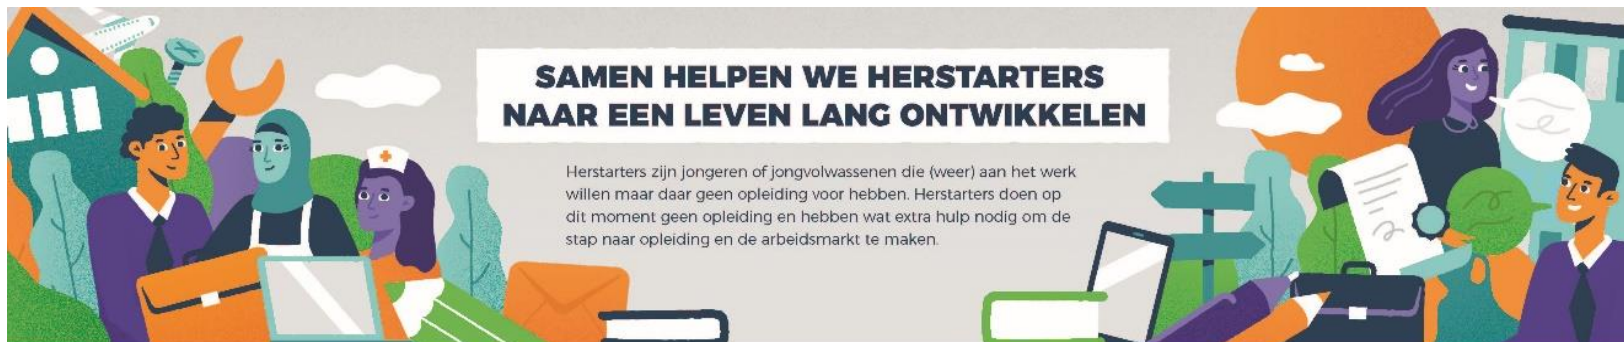 SAMEN HELPEN WE HERSTARTERS
NAAR EEN LEVEN LANG ONTWIKKELEN
Herstarters zijn jongeren of jongvolwassenen die (weer) aan het werk
willen maar daar geen opleiding voor hebben. Herstarters doen op
dit moment geen opleiding en hebben wat extra hulp nodig om de
stap naar opleiding en de arbeidsmarkt te maken.